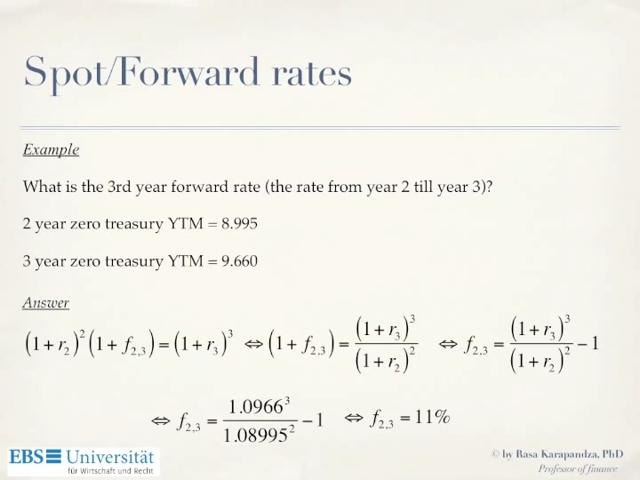 Spot/Forward rates
Example
What is the 3rd year forward rate (the rate from year 2 till year 3)?
2 year zero treasury YTM = 8.995
3 year zero treasury YTM = 9.660
Answer
(1 + r₂)² (1 + f₂,₃) = (1 + r₃)³ ⇔ (1 + f₂,₃) = (1 + r₃)³ / (1 + r₂)² ⇔ f₂,₃ = (1 + r₃)³ / (1 + r₂)² − 1
⇔ f₂,₃ = 1.0966³ / 1.08995² − 1 ⇔ f₂,₃ = 11%
EBS Universität
für Wirtschaft und Recht
© by Rasa Karapandza, PhD
Professor of finance